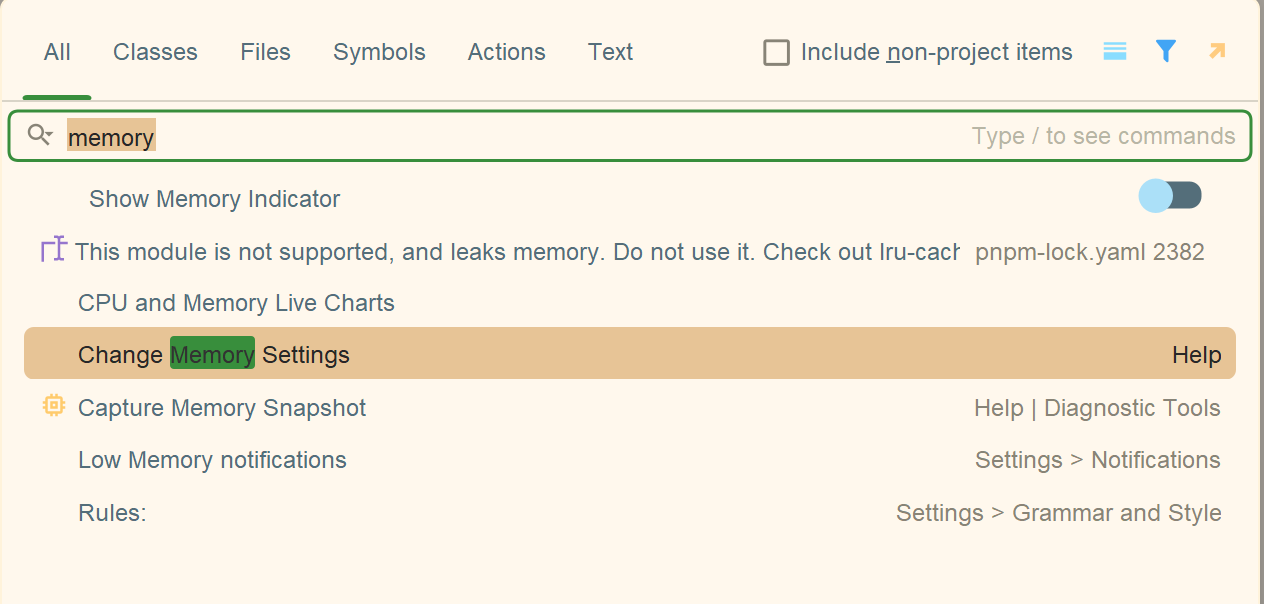 All Classes Files Symbols Actions Text Include non-project items
memory Type / to see commands
Show Memory Indicator
This module is not supported, and leaks memory. Do not use it. Check out lru-cach pnpm-lock.yaml 2382
CPU and Memory Live Charts
Change Memory Settings Help
Capture Memory Snapshot Help | Diagnostic Tools
Low Memory notifications Settings > Notifications
Rules: Settings > Grammar and Style